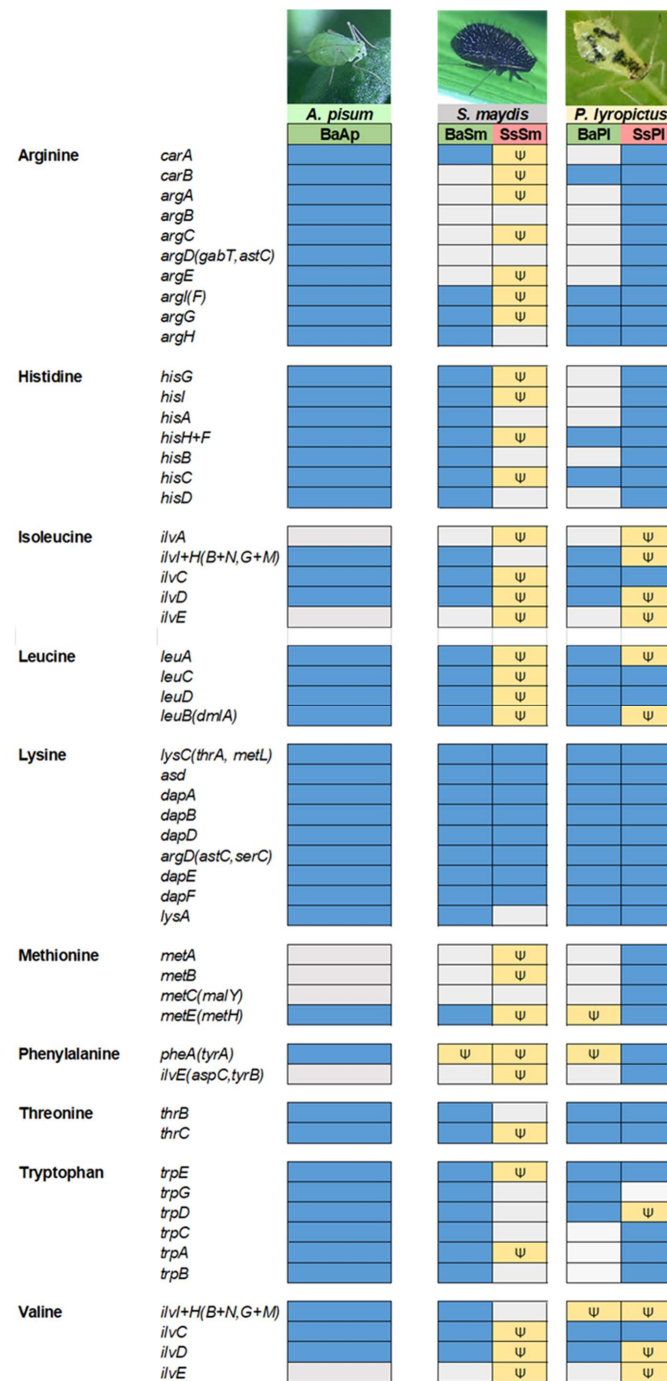 A. pisum S. maydis P. lyropictus
BaAp BaSm SsSm BaPl SsPl
Arginine carA Ψ
carB Ψ
argA Ψ
argB
argC Ψ
argD(gabT,astC)
argE Ψ
argI(F) Ψ
argG Ψ
argH
Histidine hisG Ψ
hisI Ψ
hisA
hisH+F Ψ
hisB
hisC Ψ
hisD
Isoleucine ilvA Ψ Ψ
ilvI+H(B+N,G+M) Ψ
ilvC Ψ
ilvD Ψ Ψ
ilvE Ψ Ψ
Leucine leuA Ψ Ψ
leuC Ψ
leuD Ψ
leuB(dmlA) Ψ Ψ
Lysine lysC(thrA, metL)
asd
dapA
dapB
dapD
argD(astC,serC)
dapE
dapF
lysA
Methionine metA Ψ
metB Ψ
metC(malY)
metE(metH) Ψ Ψ
Phenylalanine pheA(tyrA) Ψ Ψ Ψ
ilvE(aspC,tyrB) Ψ
Threonine thrB
thrC Ψ
Tryptophan trpE Ψ
trpG
trpD Ψ
trpC
trpA Ψ
trpB
Valine ilvI+H(B+N,G+M) Ψ Ψ
ilvC Ψ
ilvD Ψ Ψ
ilvE Ψ Ψ